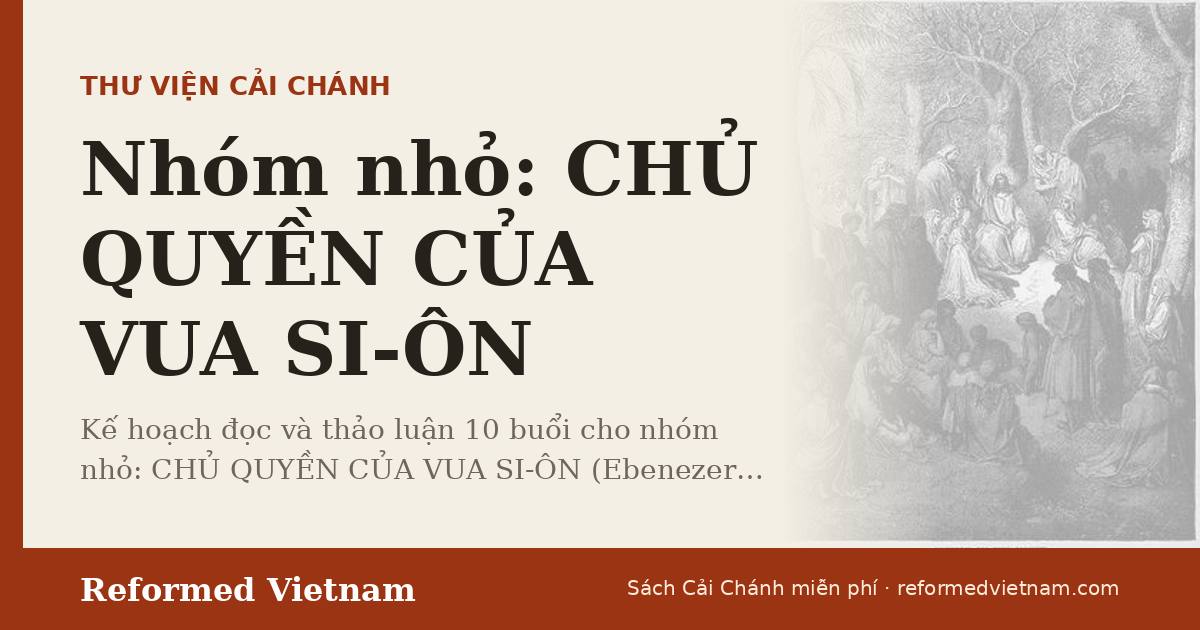 THƯ VIỆN CẢI CHÁNH
Nhóm nhỏ: CHỦ
QUYỀN CỦA
VUA SI-ÔN
Kế hoạch đọc và thảo luận 10 buổi cho nhóm
nhỏ: CHỦ QUYỀN CỦA VUA SI-ÔN (Ebenezer…
Reformed Vietnam
Sách Cải Chánh miễn phí · reformedvietnam.com